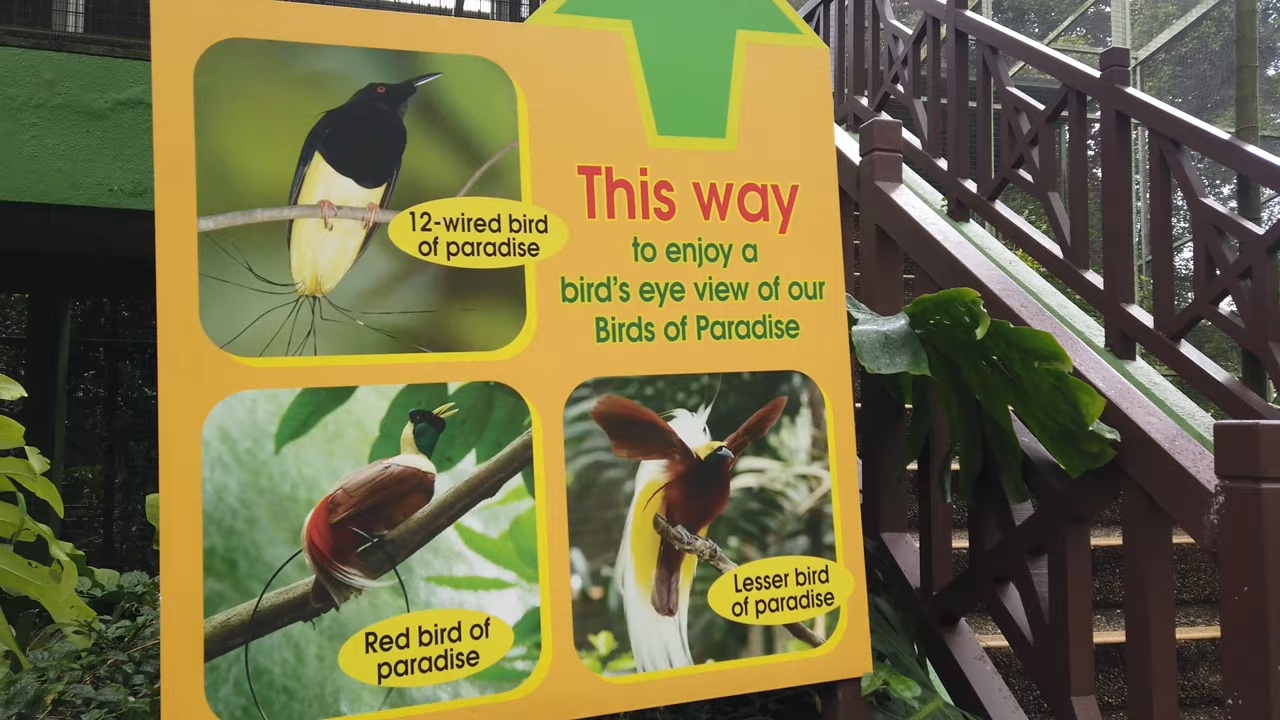 12-wired bird
of paradise
This way
to enjoy a
bird's eye view of our
Birds of Paradise
Red bird of
paradise
Lesser bird
of paradise